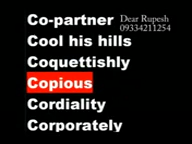 Co-partner
Dear Rupesh
09334211254
Cool his hills
Coquettishly
Copious
Cordiality
Corporately